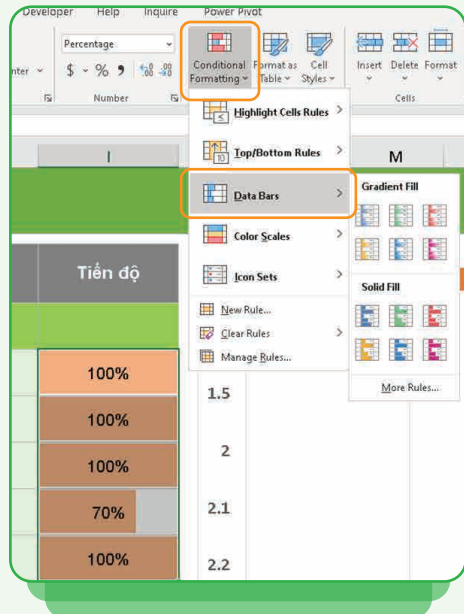 Developer Help Inquire Power Pivot
Percentage
$ % 9
Conditional Formatting
Format as Table
Cell Styles
Insert Delete Format
Number
Cells
Highlight Cells Rules
Top/Bottom Rules
Data Bars
Color Scales
Icon Sets
New Rule...
Clear Rules
Manage Rules...
Gradient Fill
Solid Fill
More Rules...
I M
Tiến độ
100%
1.5
100%
100%
2
70%
2.1
100%
2.2